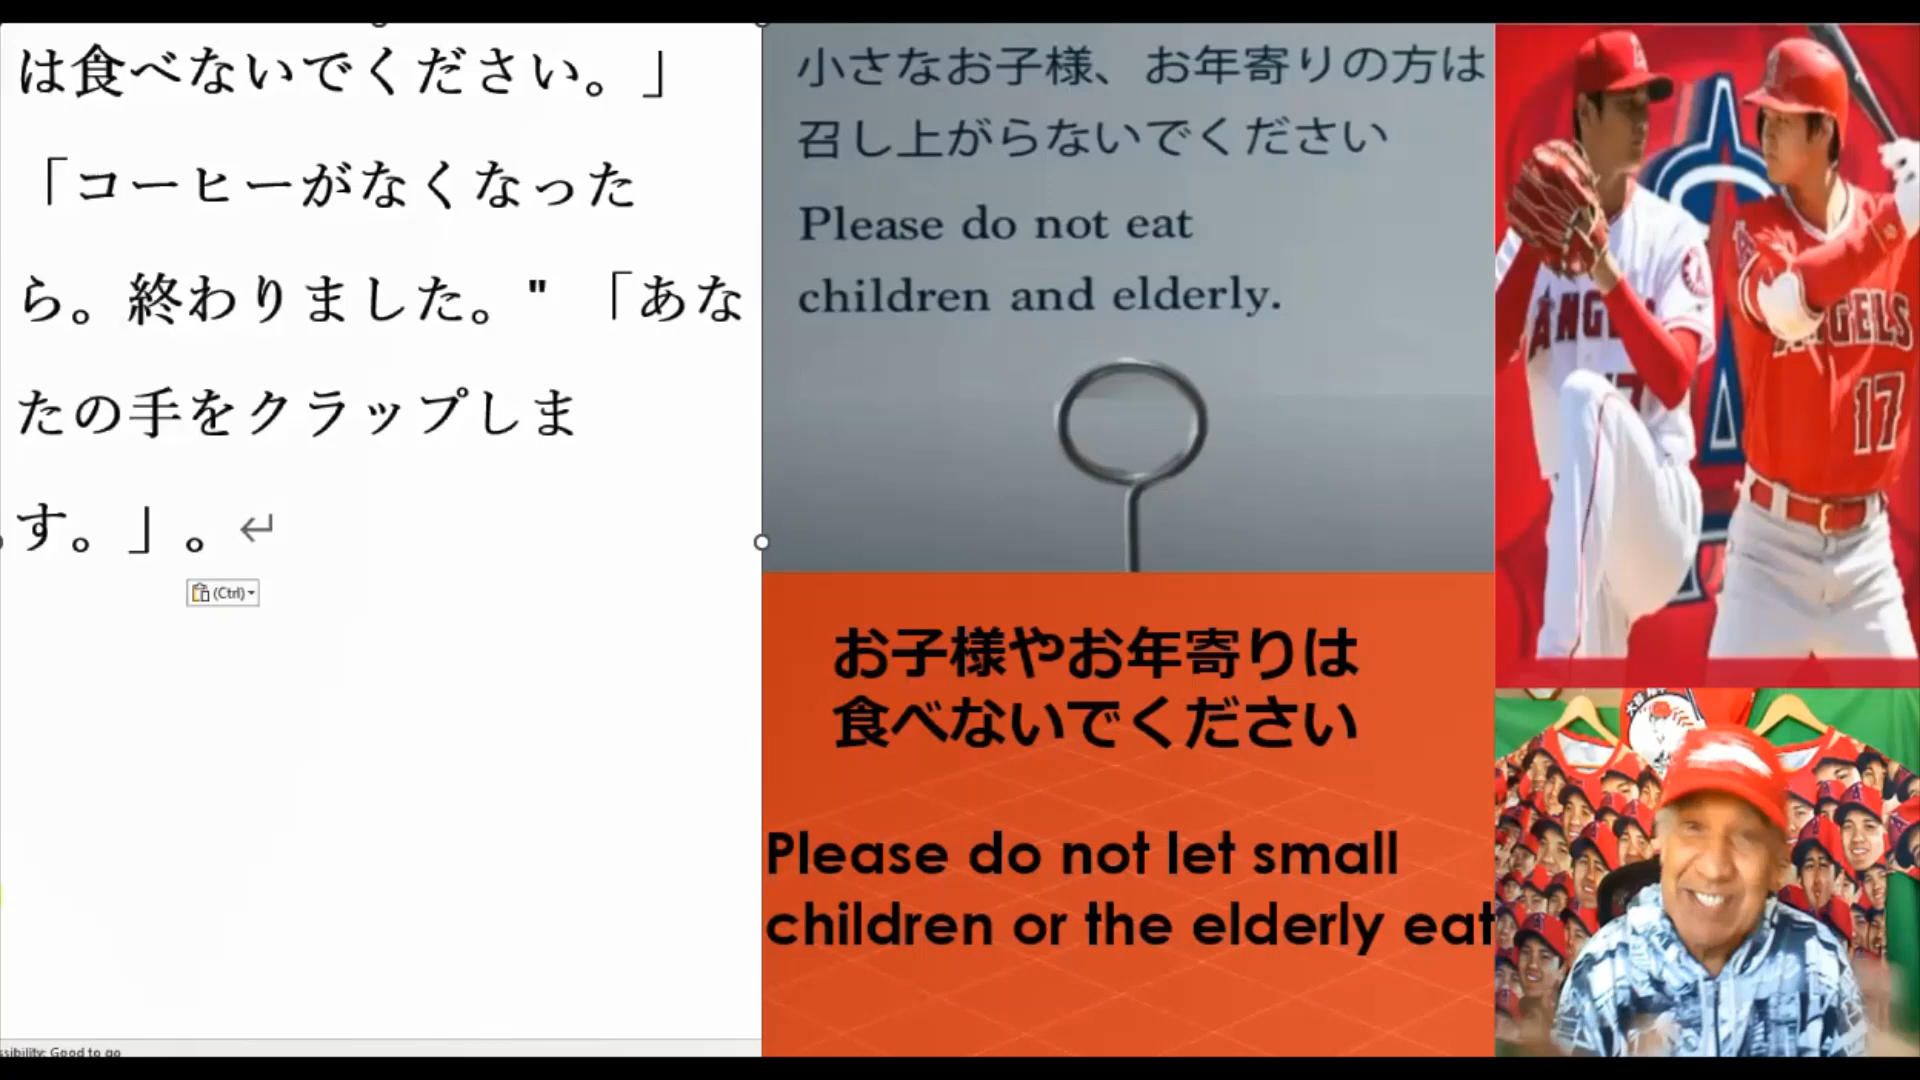 は食べないでください。」
「コーヒーがなくなった
ら。終わりました。" 「あな
たの手をクラップしま
す。」。
(Ctrl)
ssibility: Good to go
小さなお子様、お年寄りの方は
召し上がらないでください
Please do not eat
children and elderly.
お子様やお年寄りは
食べないでください
Please do not let small
children or the elderly eat
ANGELS
17